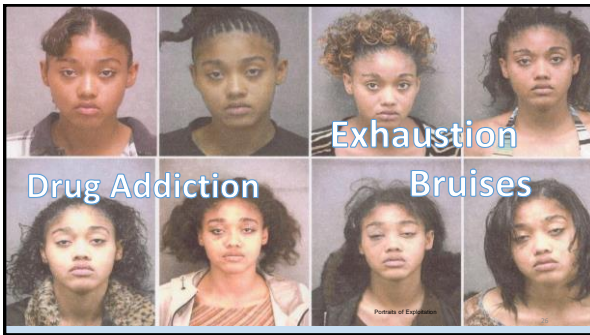 Exhaustion
Drug Addiction
Bruises
Portraits of Exploitation